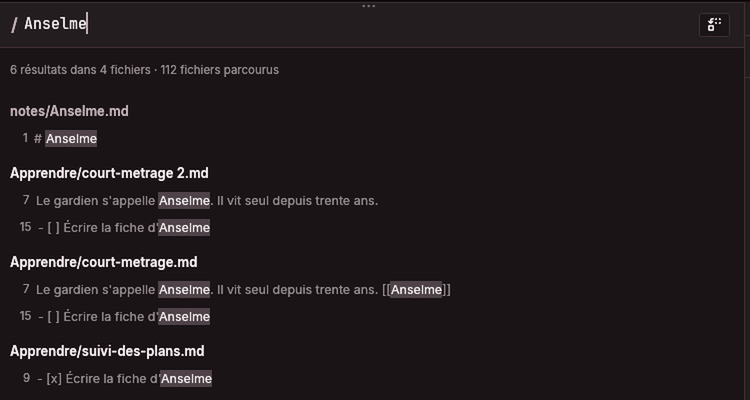 / Anselme
6 résultats dans 4 fichiers · 112 fichiers parcourus
notes/Anselme.md
1 # Anselme
Apprendre/court-metrage 2.md
7 Le gardien s'appelle Anselme. Il vit seul depuis trente ans.
15 - [ ] Écrire la fiche d'Anselme
Apprendre/court-metrage.md
7 Le gardien s'appelle Anselme. Il vit seul depuis trente ans. [[Anselme]]
15 - [ ] Écrire la fiche d'Anselme
Apprendre/suivi-des-plans.md
9 - [x] Écrire la fiche d'Anselme